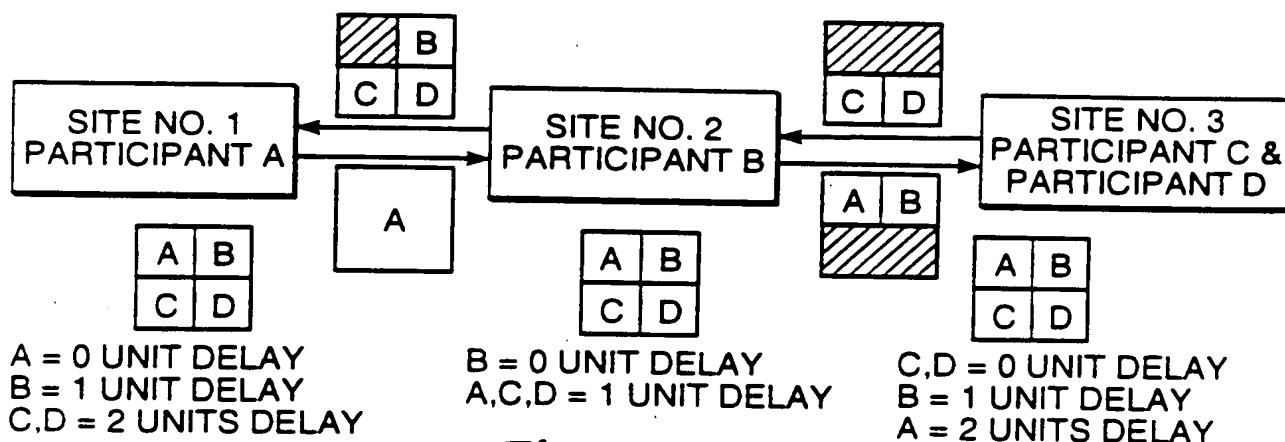 B
C D
C D
SITE NO. 1
PARTICIPANT A
SITE NO. 2
PARTICIPANT B
SITE NO. 3
PARTICIPANT C &
PARTICIPANT D
A
A B
A B
C D
A B
C D
A B
C D
A = 0 UNIT DELAY
B = 1 UNIT DELAY
C,D = 2 UNITS DELAY
B = 0 UNIT DELAY
A,C,D = 1 UNIT DELAY
C,D = 0 UNIT DELAY
B = 1 UNIT DELAY
A = 2 UNITS DELAY